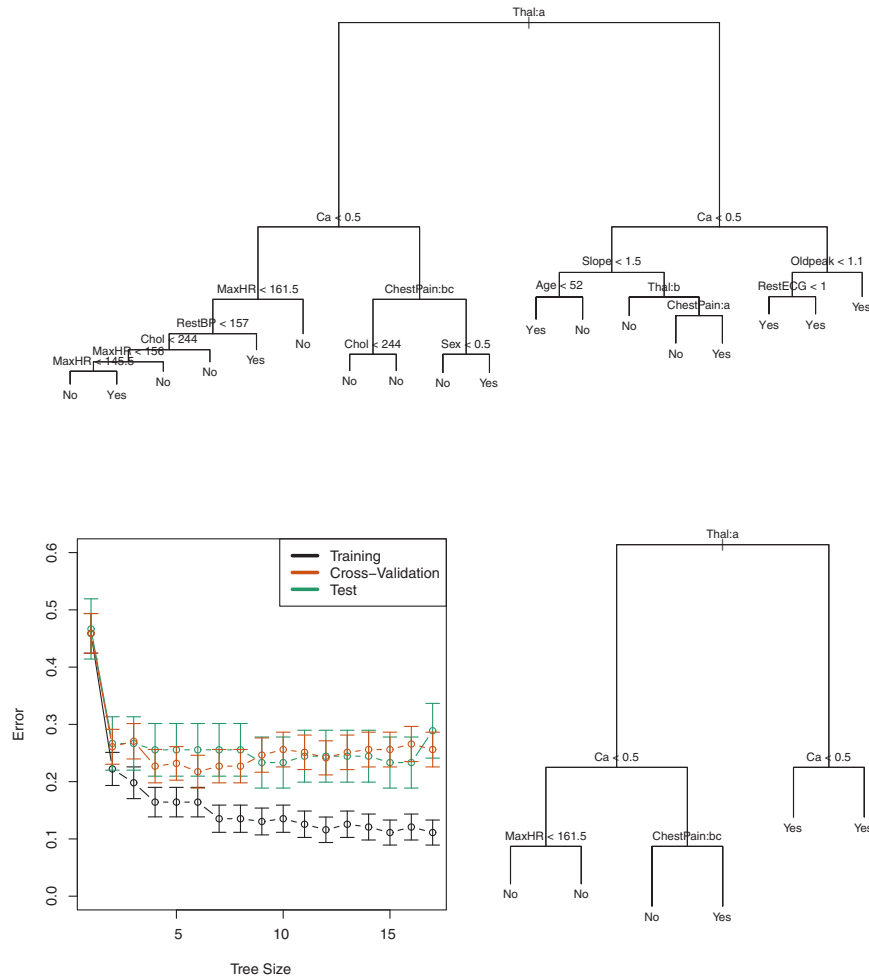 Thal:a
Ca < 0.5
Ca < 0.5
Slope < 1.5
Oldpeak < 1.1
MaxHR < 161.5
ChestPain:bc
Age < 52
Thal:b
RestECG < 1
ChestPain:a
Yes
RestBP < 157
Chol < 244
Yes
No
No
Yes
Yes
No
Chol < 244
Sex < 0.5
MaxHR < 156
Yes
No
Yes
MaxHR < 145.5
No
No
No
No
No
Yes
No
Yes
Training
Cross−Validation
Test
0.6
0.5
0.4
0.3
0.2
0.1
0.0
Error
5
10
15
Tree Size
Thal:a
Ca < 0.5
Ca < 0.5
MaxHR < 161.5
ChestPain:bc
Yes
Yes
No
No
No
Yes